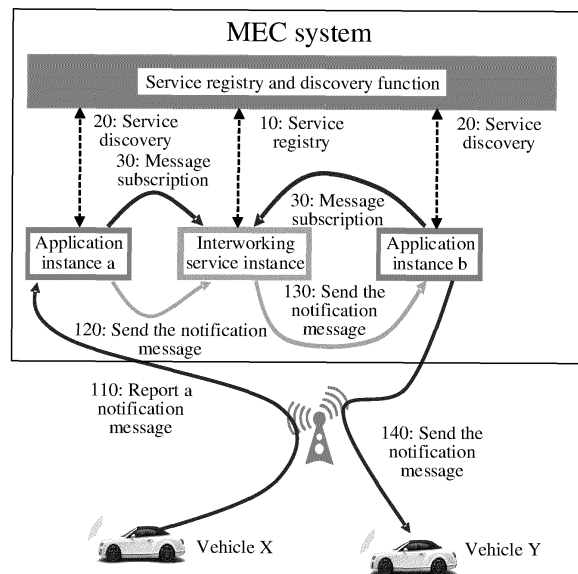 MEC system
Service registry and discovery function
20: Service
discovery
10: Service
registry
20: Service
discovery
30: Message
subscription
30: Message
subscription
Application
instance a
Interworking
service instance
Application
instance b
120: Send the notification
message
130: Send the
notification
message
110: Report a
notification
message
140: Send the
notification
message
Vehicle X
Vehicle Y